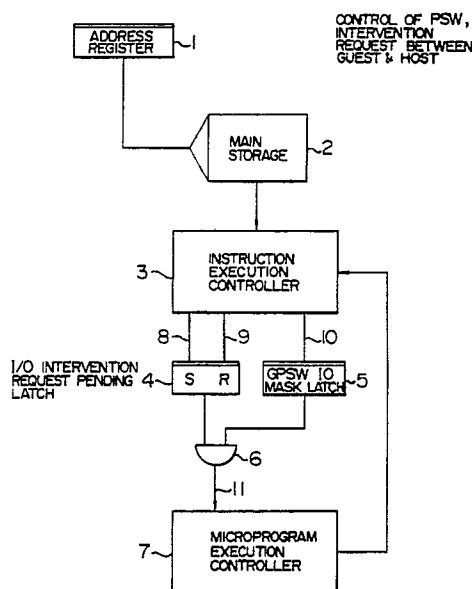 CONTROL OF PSW,
INTERVENTION
REQUEST BETWEEN
GUEST & HOST
ADDRESS
REGISTER
1
MAIN
STORAGE
2
3
INSTRUCTION
EXECUTION
CONTROLLER
8
9
10
I/O INTERVENTION
REQUEST PENDING
LATCH
4
S R
GPSW IO
MASK LATCH
5
6
11
7
MICROPROGRAM
EXECUTION
CONTROLLER